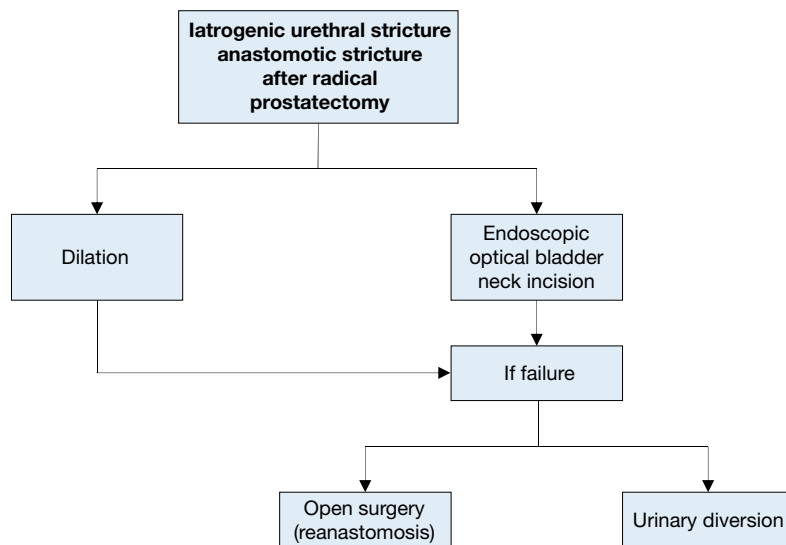 Iatrogenic urethral stricture
anastomotic stricture
after radical
prostatectomy
Dilation
Endoscopic
optical bladder
neck incision
If failure
Open surgery
(reanastomosis)
Urinary diversion